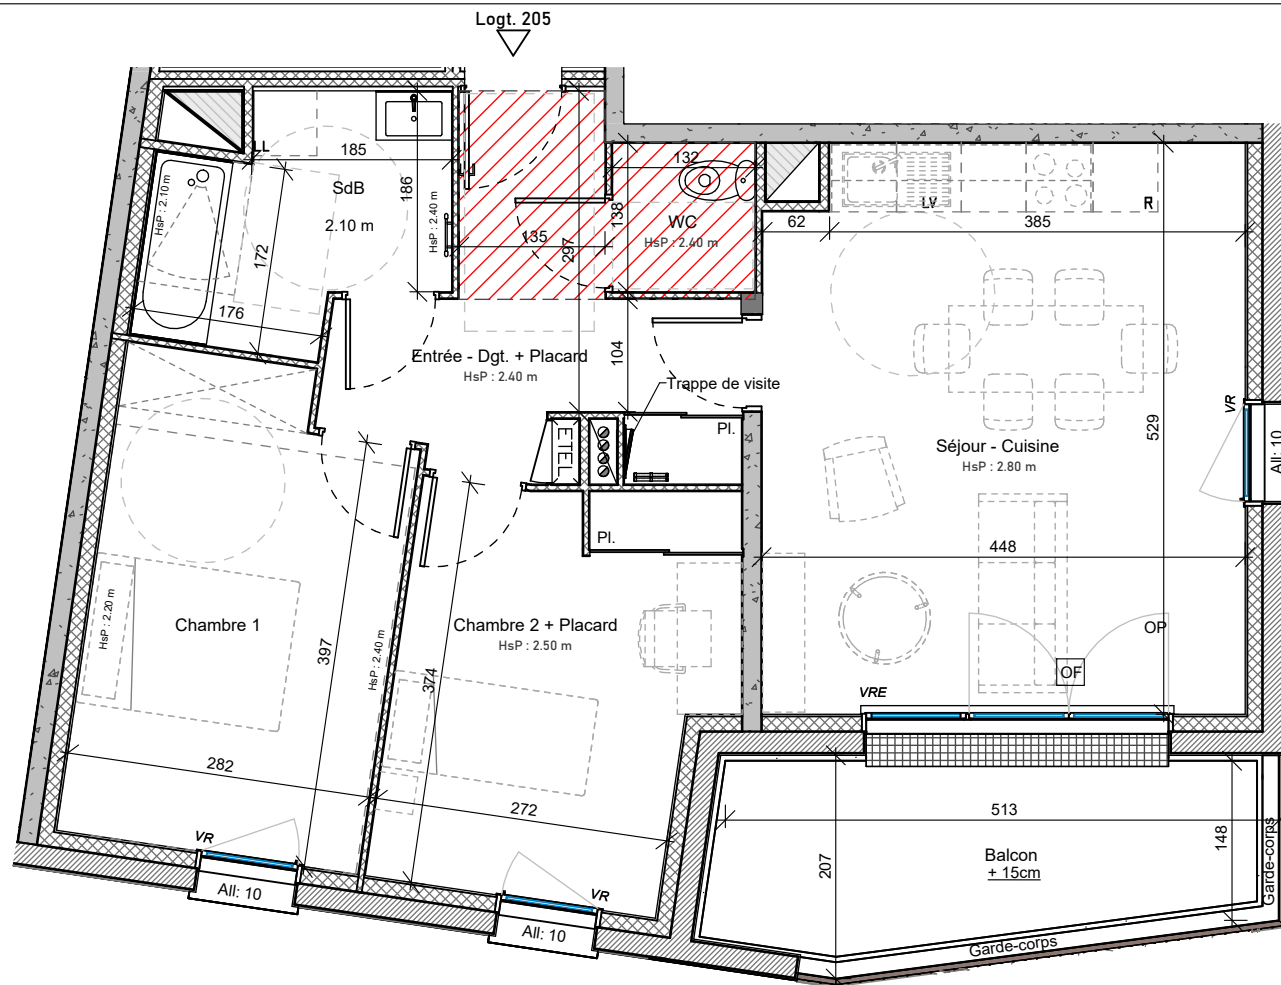 Logt. 205
LL
185
SdB
2.10 m
186
HsP : 2.40 m
HsP : 2.10 m
172
176
135
297
132
138
WC
HsP : 2.40 m
62
LV
385
R
Entrée - Dgt. + Placard
HsP : 2.40 m
104
Trappe de visite
ETEL
Pl.
Pl.
529
VR
All: 10
Séjour - Cuisine
HsP : 2.80 m
448
OP
OF
VRE
Chambre 1
HsP : 2.20 m
397
HsP : 2.40 m
282
VR
All: 10
Chambre 2 + Placard
HsP : 2.50 m
374
272
VR
All: 10
513
207
148
Balcon
+ 15cm
Garde-corps
Garde-corps